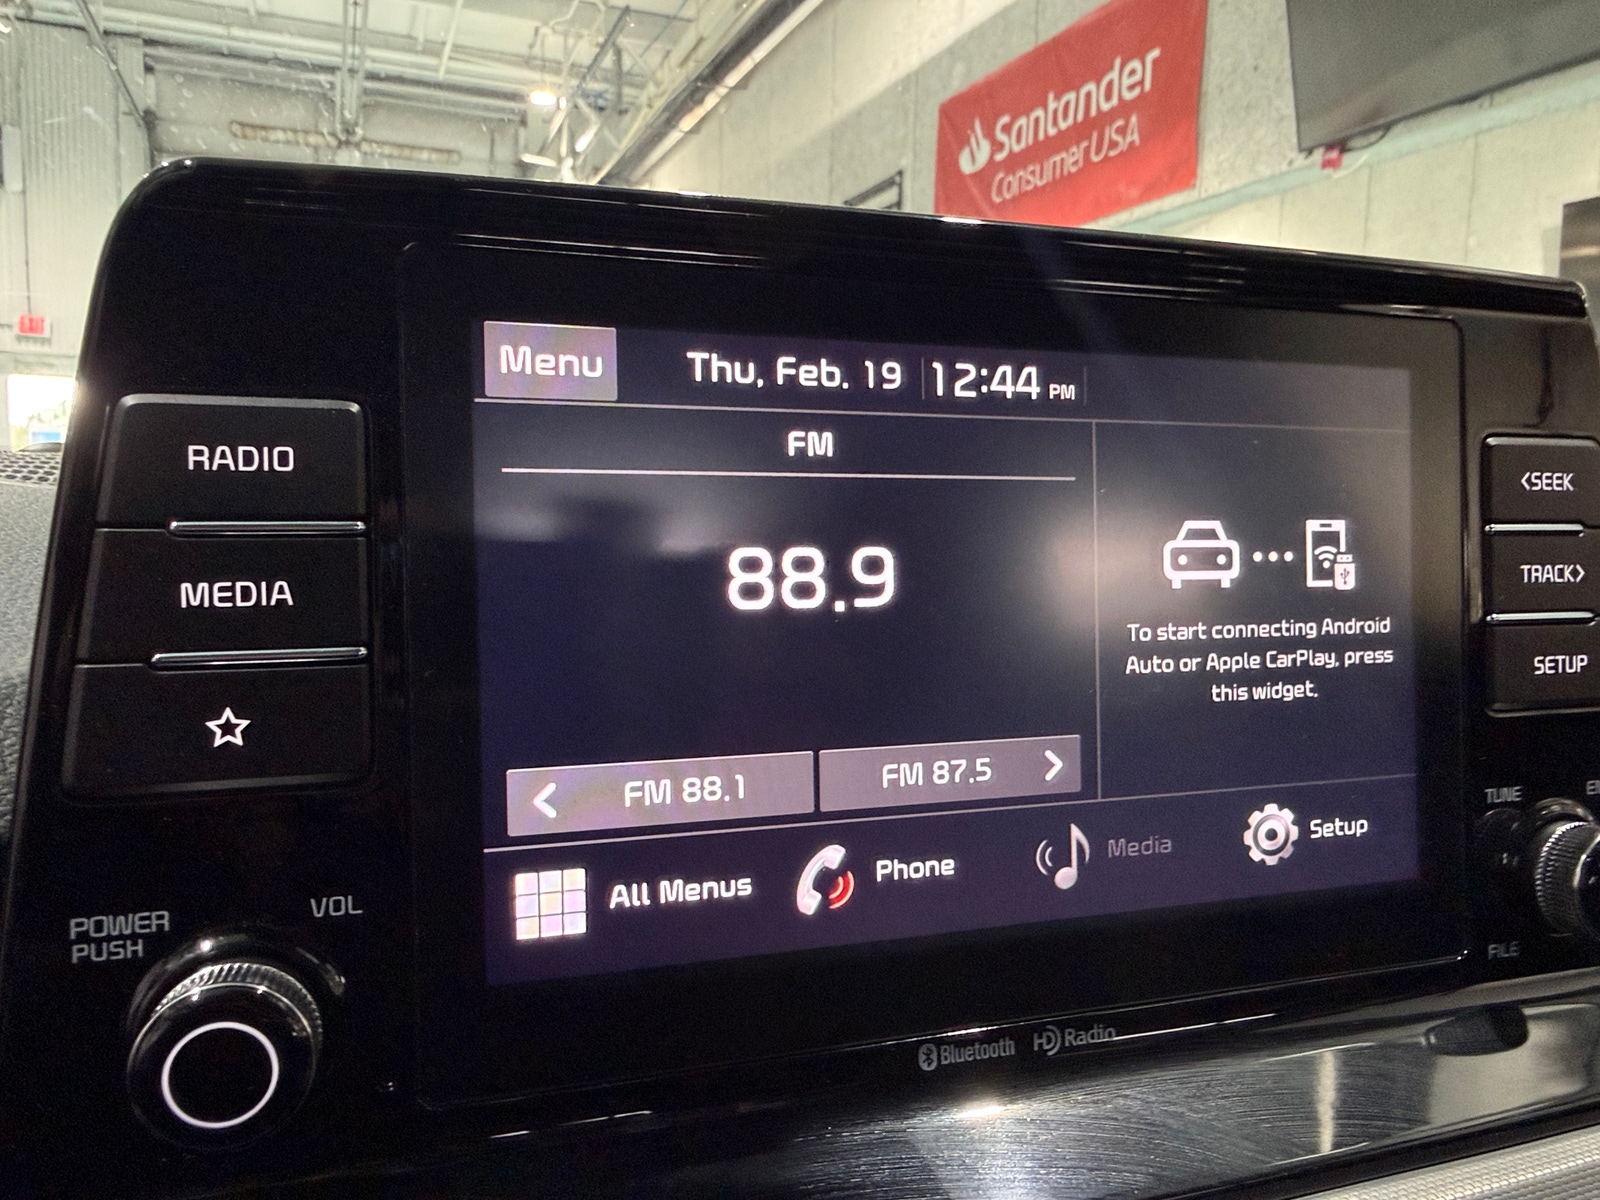 Santander
Consumer USA
EXIT
Menu
Thu, Feb. 19
12:44 PM
FM
88.9
To start connecting Android
Auto or Apple CarPlay, press
this widget.
FM 88.1
FM 87.5
All Menus
Phone
Media
Setup
RADIO
MEDIA
POWER
PUSH
VOL
<SEEK
TRACK>
SETUP
TUNE
FILE
Bluetooth
HD Radio